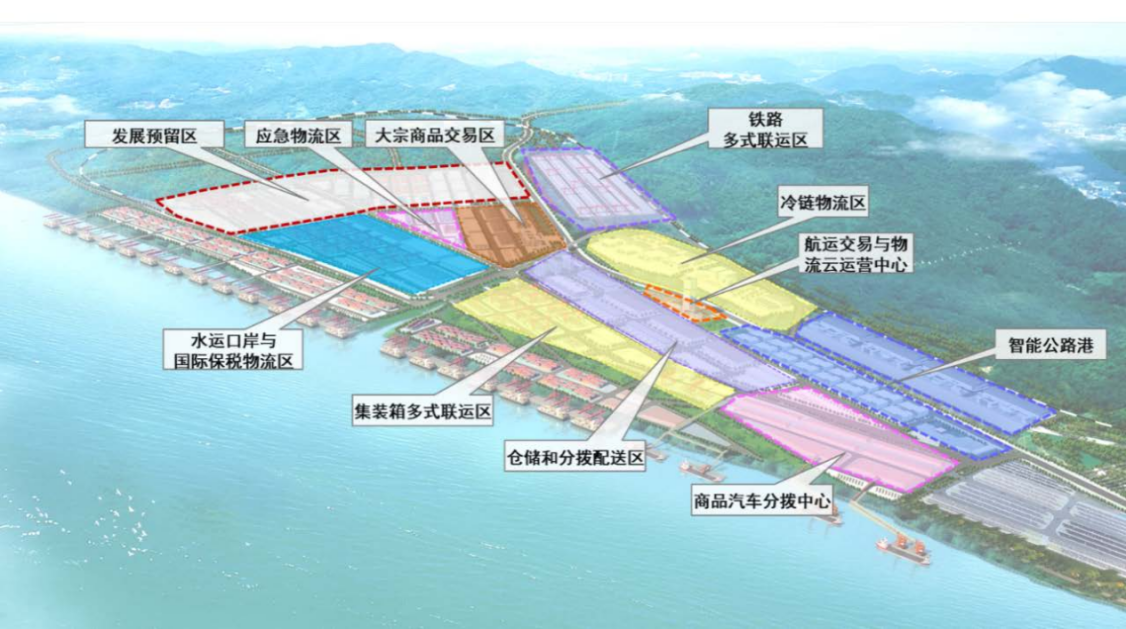 发展预留区
应急物流区
大宗商品交易区
铁路
多式联运区
冷链物流区
航运交易与物
流云运营中心
水运口岸与
国际保税物流区
智能公路港
集装箱多式联运区
仓储和分拨配送区
商品汽车分拨中心